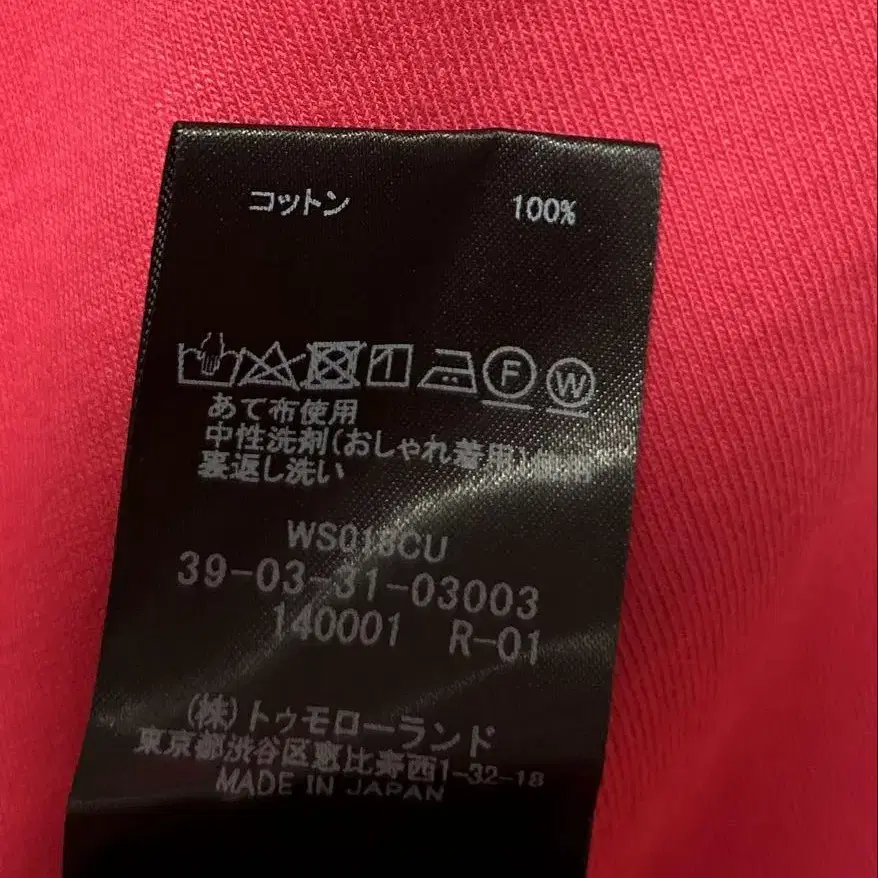 コットン 100%
F W
あて布使用
中性洗剤(おしゃれ着用)使用
裏返し洗い
WS018CU
39-03-31-03003
140001 R-01
(株)トゥモローランド
東京都渋谷区恵比寿西1-32-18
MADE IN JAPAN